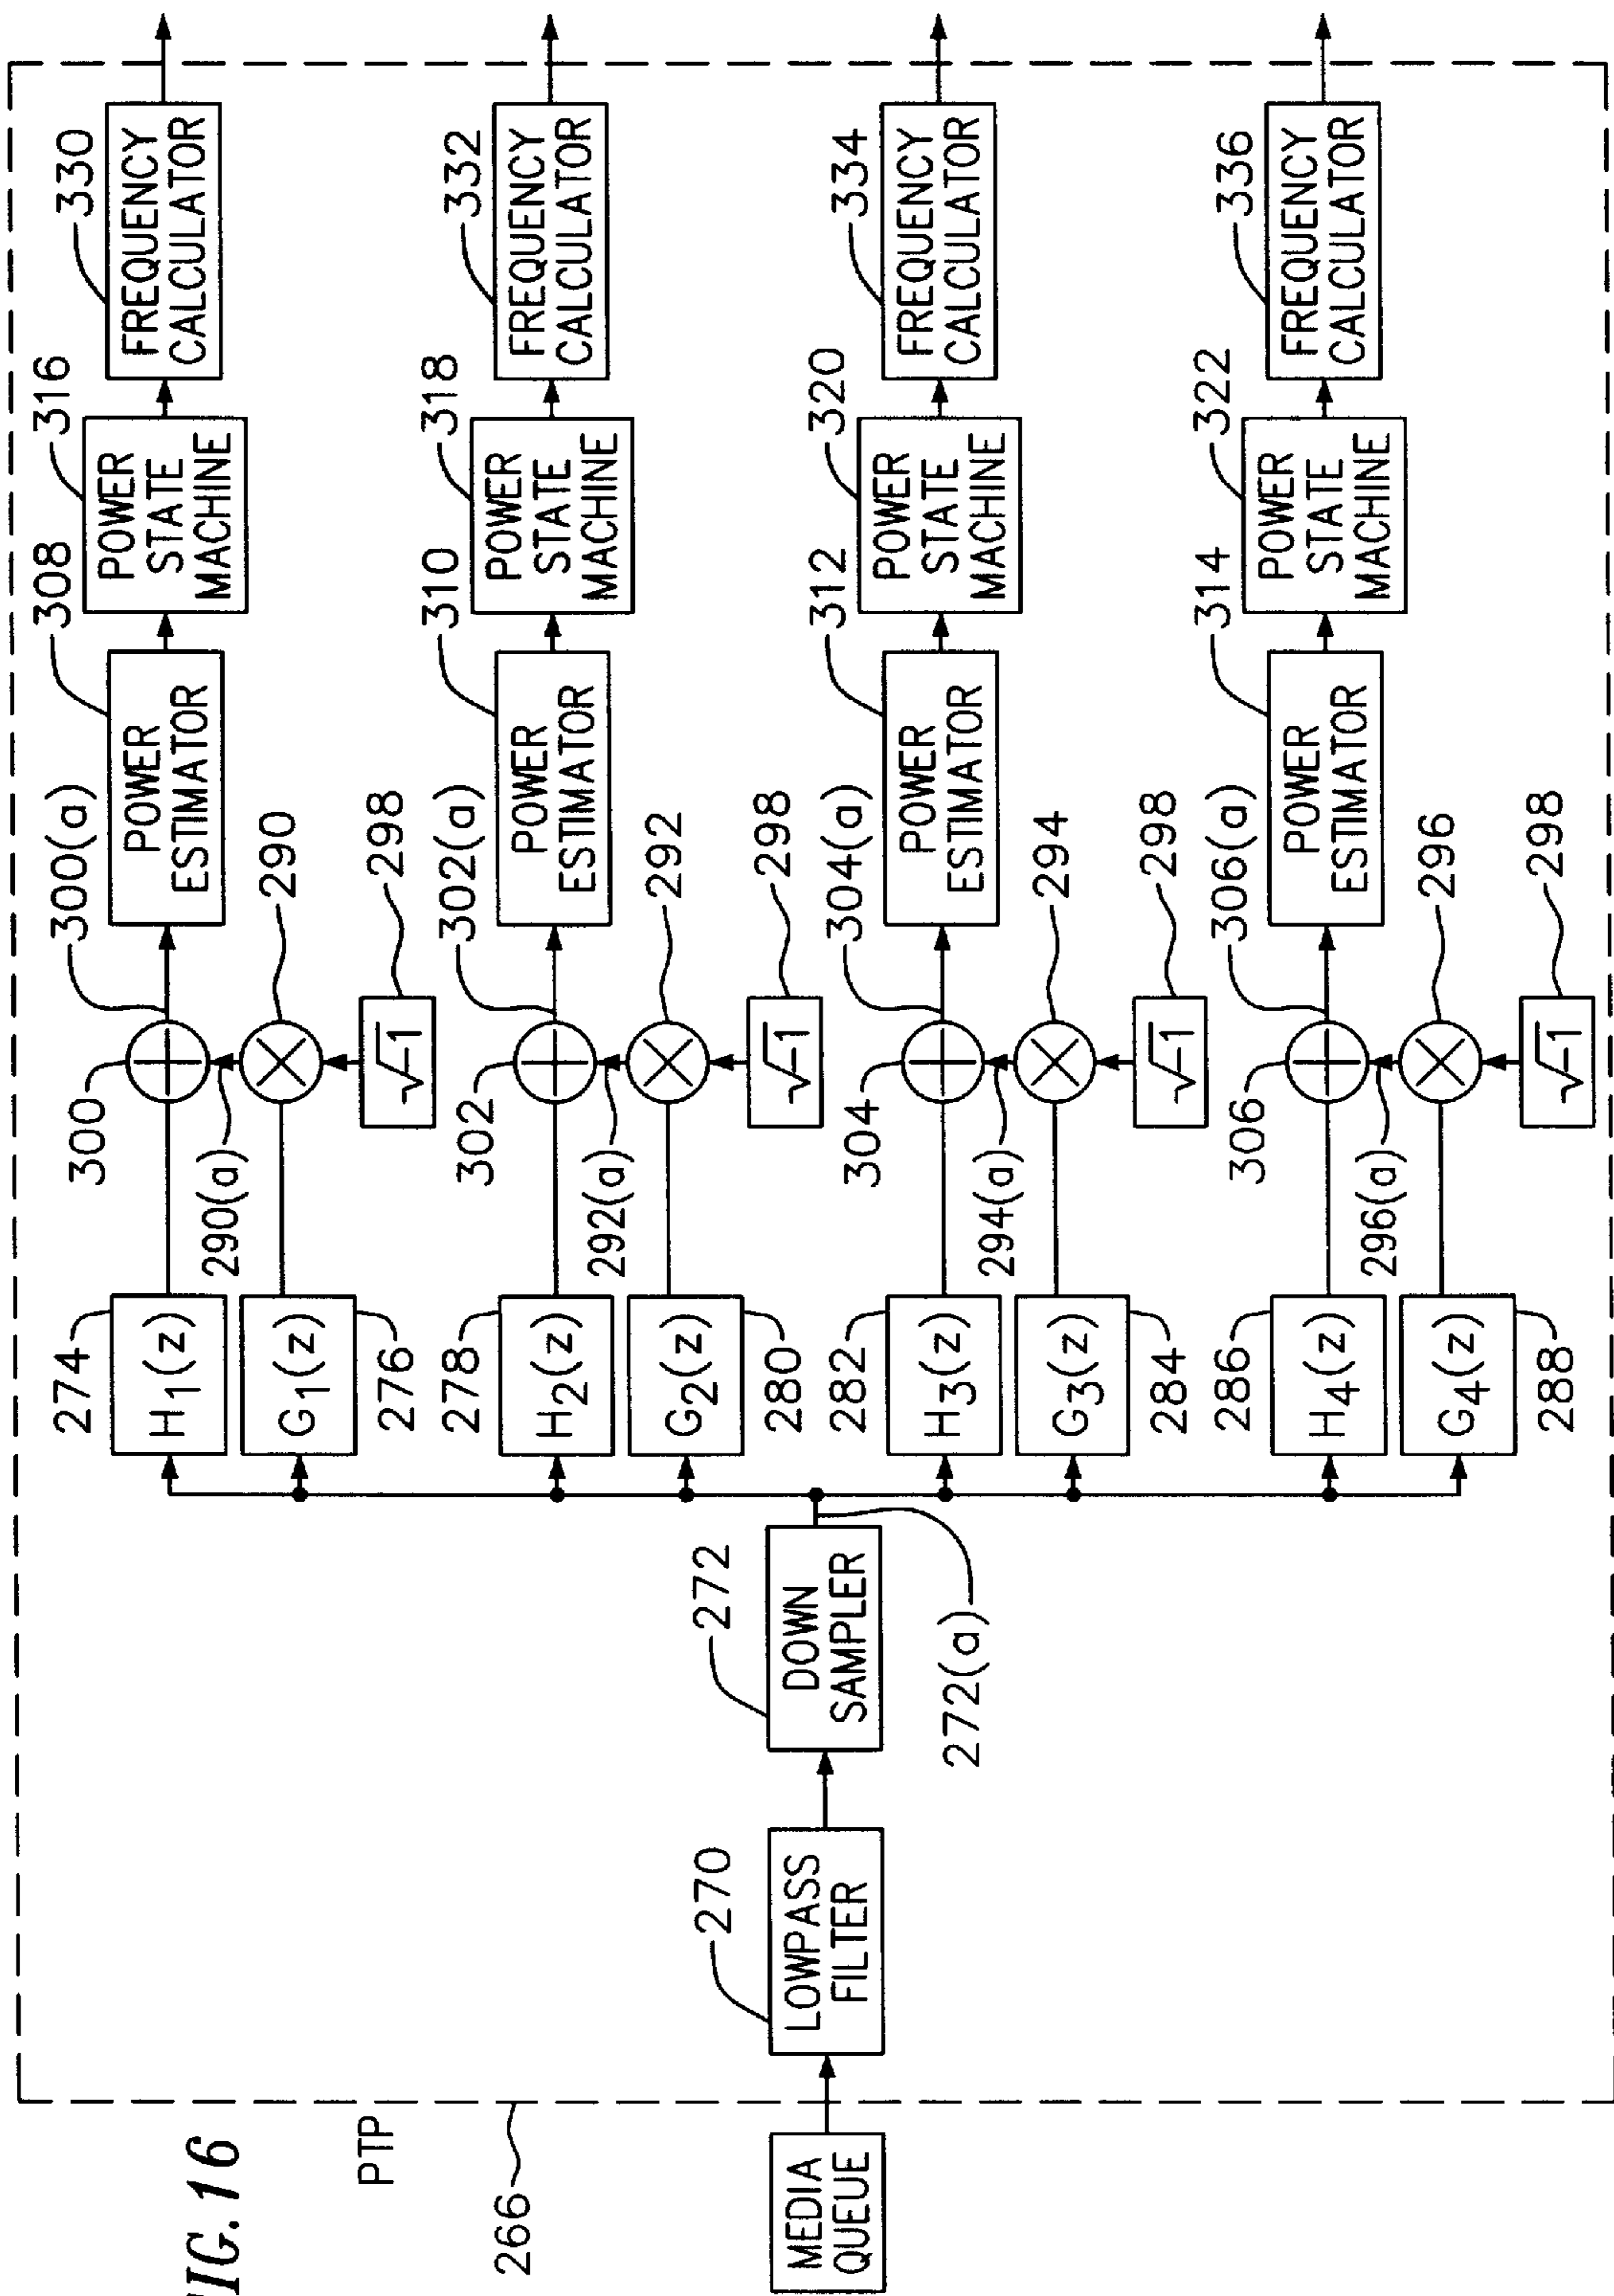 FIG.16
PTP
266
MEDIA
QUEUE
270
LOWPASS
FILTER
272
DOWN
SAMPLER
272(a)
274
H1(z)
G1(z)
276
290(a)
300
300(a)
290
√-1
298
308
POWER
ESTIMATOR
316
POWER
STATE
MACHINE
330
FREQUENCY
CALCULATOR
278
H2(z)
G2(z)
280
292(a)
302
302(a)
292
√-1
298
310
POWER
ESTIMATOR
318
POWER
STATE
MACHINE
332
FREQUENCY
CALCULATOR
282
H3(z)
G3(z)
284
294(a)
304
304(a)
294
√-1
298
312
POWER
ESTIMATOR
320
POWER
STATE
MACHINE
334
FREQUENCY
CALCULATOR
286
H4(z)
G4(z)
288
296(a)
306
306(a)
296
√-1
298
314
POWER
ESTIMATOR
322
POWER
STATE
MACHINE
336
FREQUENCY
CALCULATOR